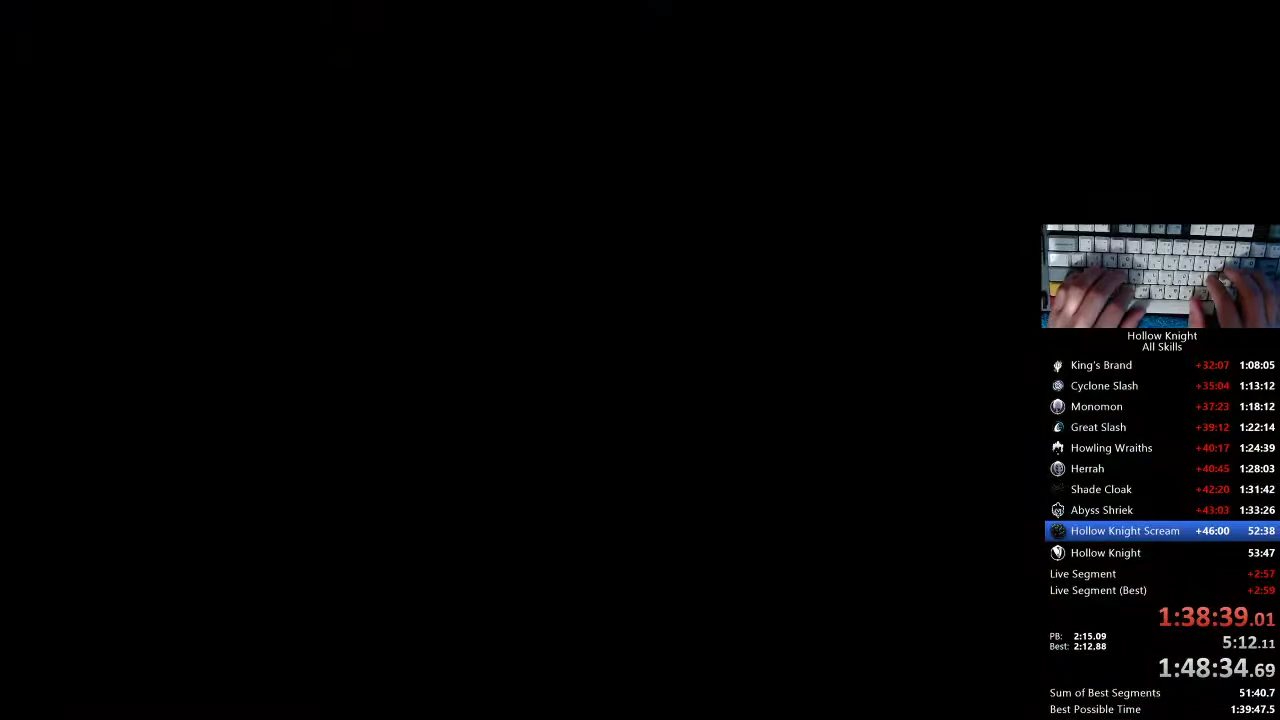 Hollow Knight
All Skills
King's Brand +32:07 1:08:05
Cyclone Slash +35:04 1:13:12
Monomon +37:23 1:18:12
Great Slash +39:12 1:22:14
Howling Wraiths +40:17 1:24:39
Herrah +40:45 1:28:03
Shade Cloak +42:20 1:31:42
Abyss Shriek +43:03 1:33:26
Hollow Knight Scream +46:00 52:38
Hollow Knight 53:47
Live Segment +2:57
Live Segment (Best) +2:59
1:38:39.01
PB: 2:15.09
Best: 2:12.88
5:12.11
1:48:34.69
Sum of Best Segments 51:40.7
Best Possible Time 1:39:47.5